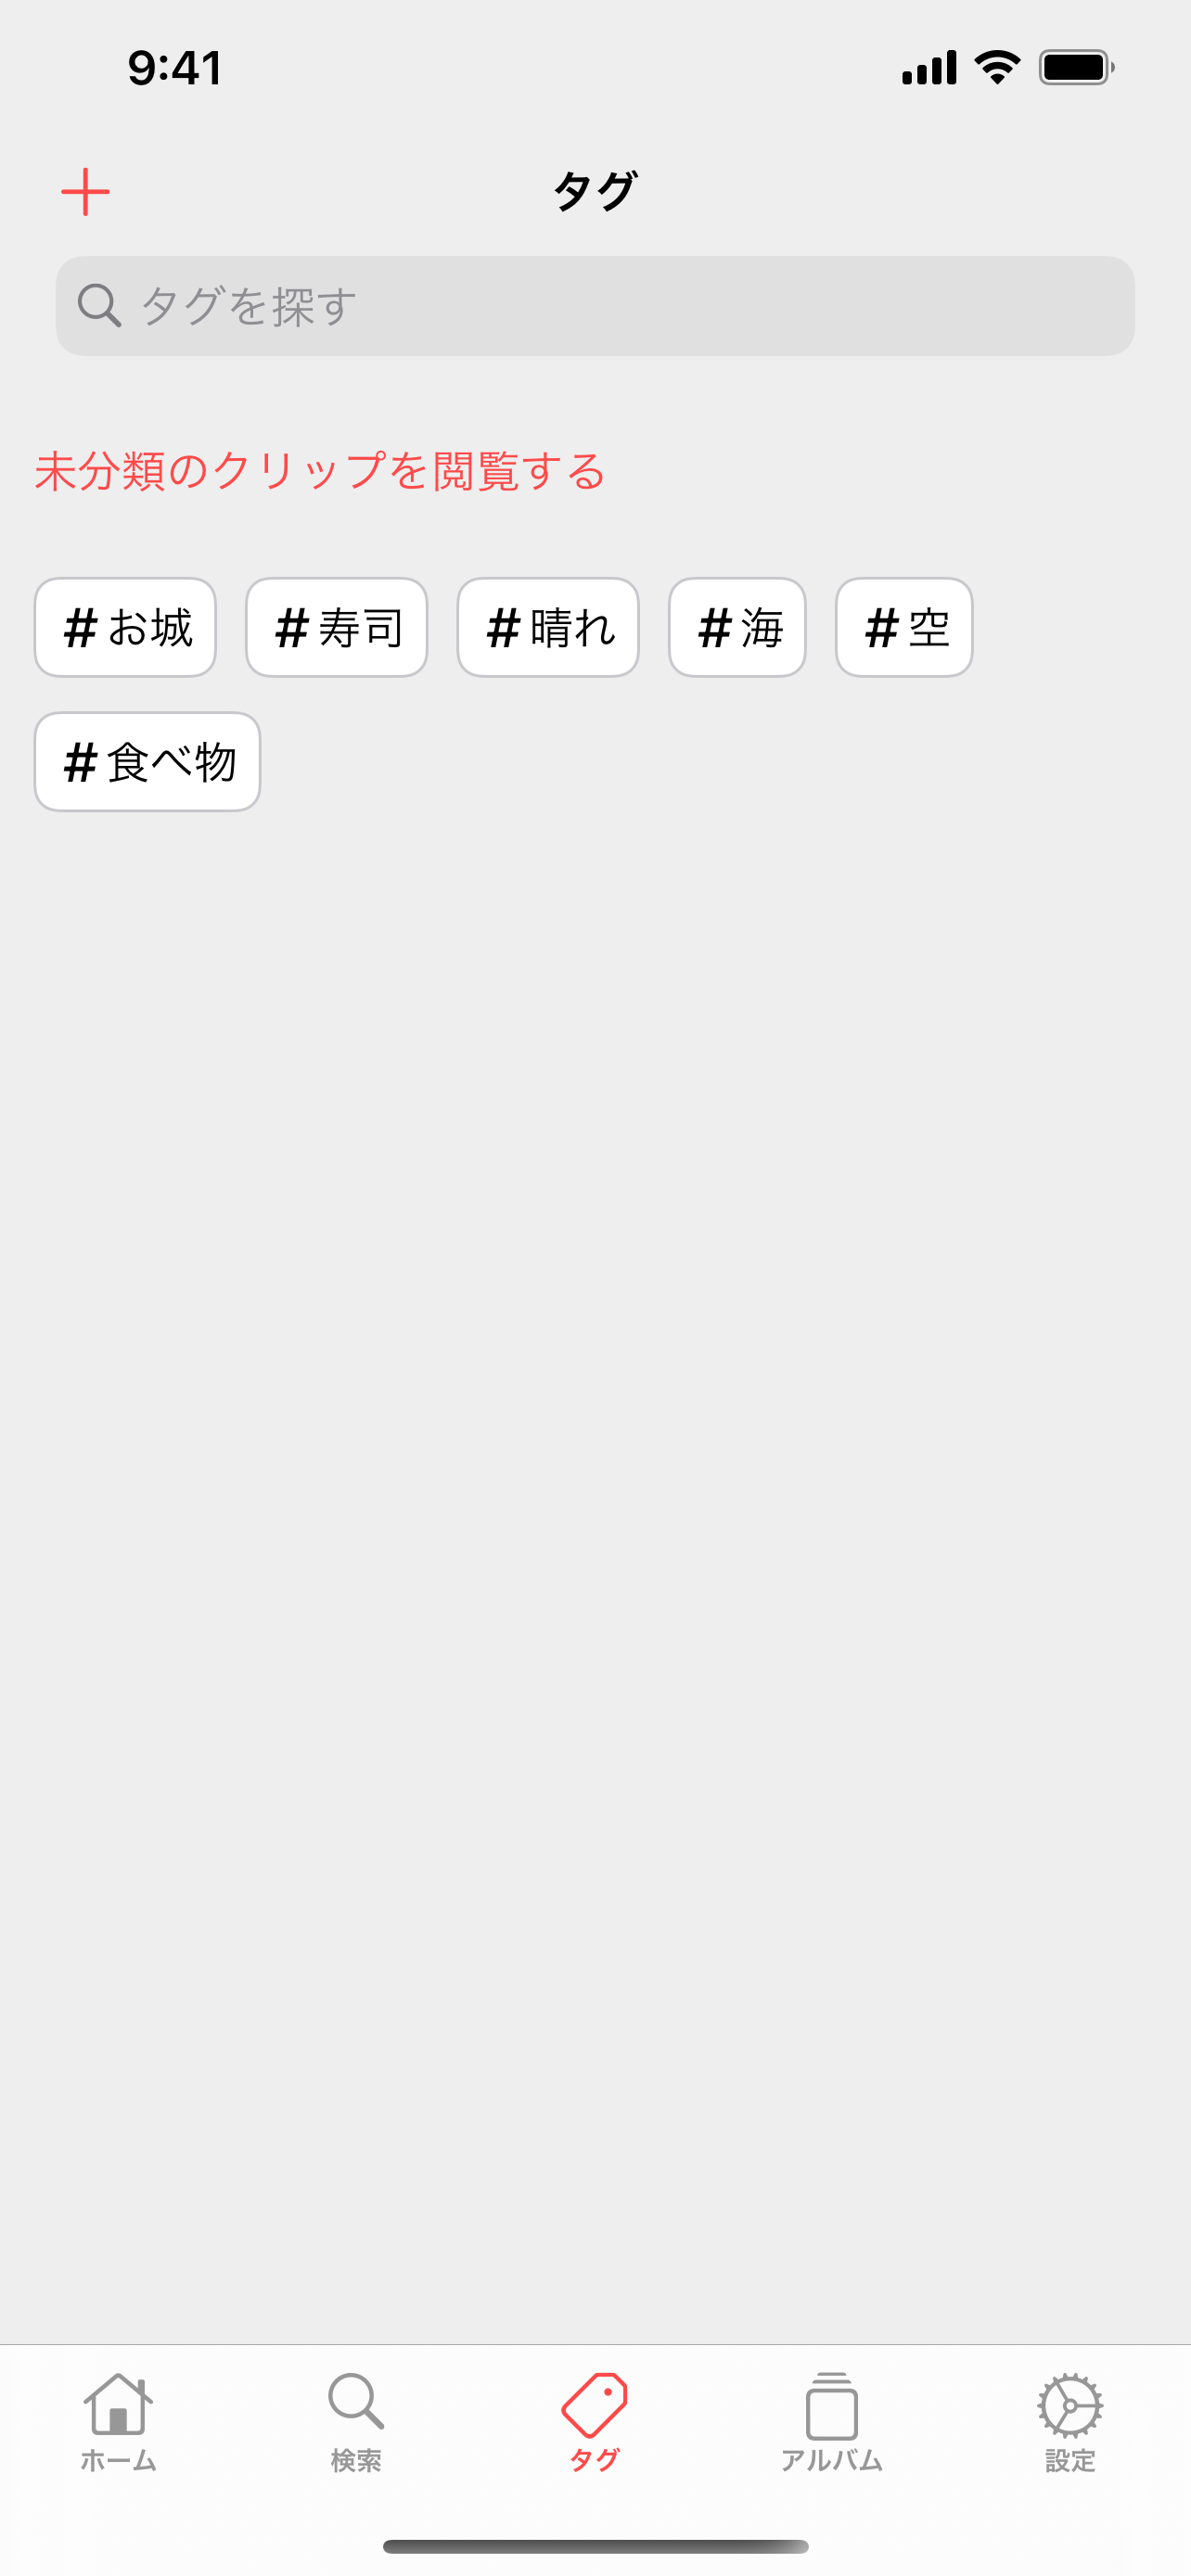 9:41
タグ
タグを探す
未分類のクリップを閲覧する
#お城 #寿司 #晴れ #海 #空
#食べ物
ホーム 検索 タグ アルバム 設定